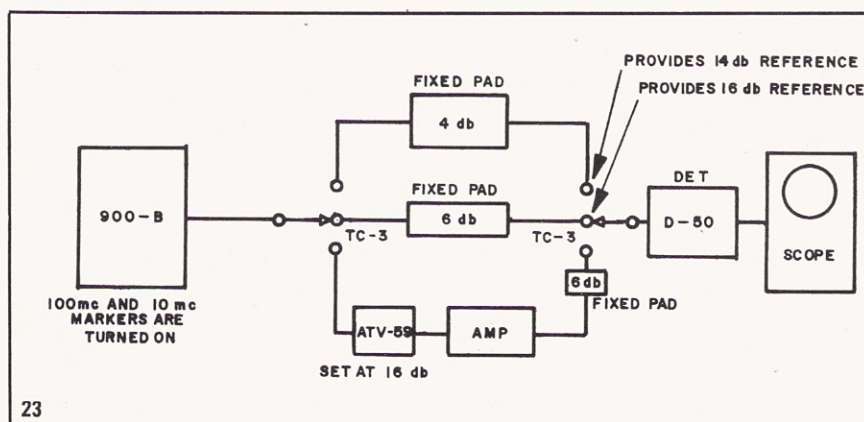 PROVIDES 14 db REFERENCE
PROVIDES 16 db REFERENCE
FIXED PAD
4 db
FIXED PAD
6 db
DET
900-B
TC-3
TC-3
D-50
SCOPE
6 db
FIXED PAD
100mc AND 10 mc
MARKERS ARE
TURNED ON
ATV-59
AMP
SET AT 16 db
23